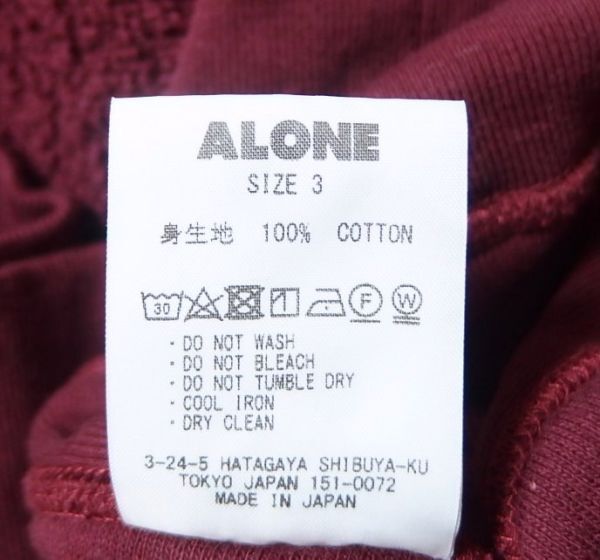 ALONE
SIZE 3
身生地 100% COTTON
30 F W
・DO NOT WASH
・DO NOT BLEACH
・DO NOT TUMBLE DRY
・COOL IRON
・DRY CLEAN
3-24-5 HATAGAYA SHIBUYA-KU
TOKYO JAPAN 151-0072
MADE IN JAPAN